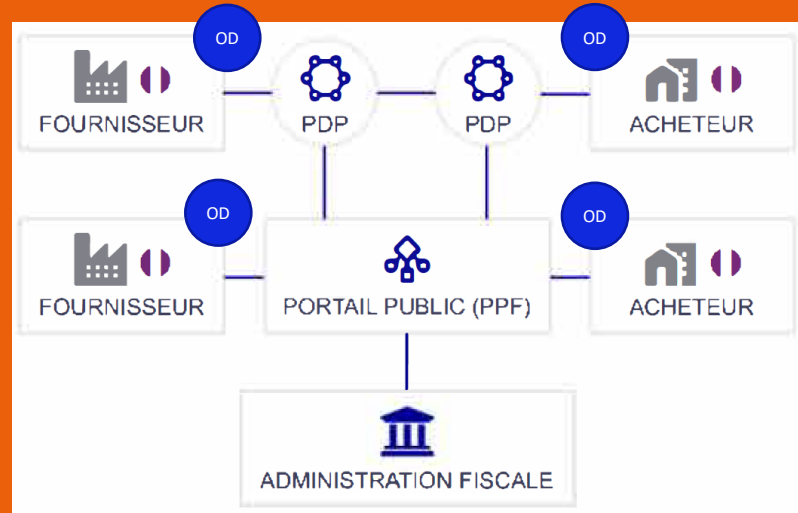 OD
OD
FOURNISSEUR
PDP
PDP
ACHETEUR
OD
OD
FOURNISSEUR
PORTAIL PUBLIC (PPF)
ACHETEUR
ADMINISTRATION FISCALE